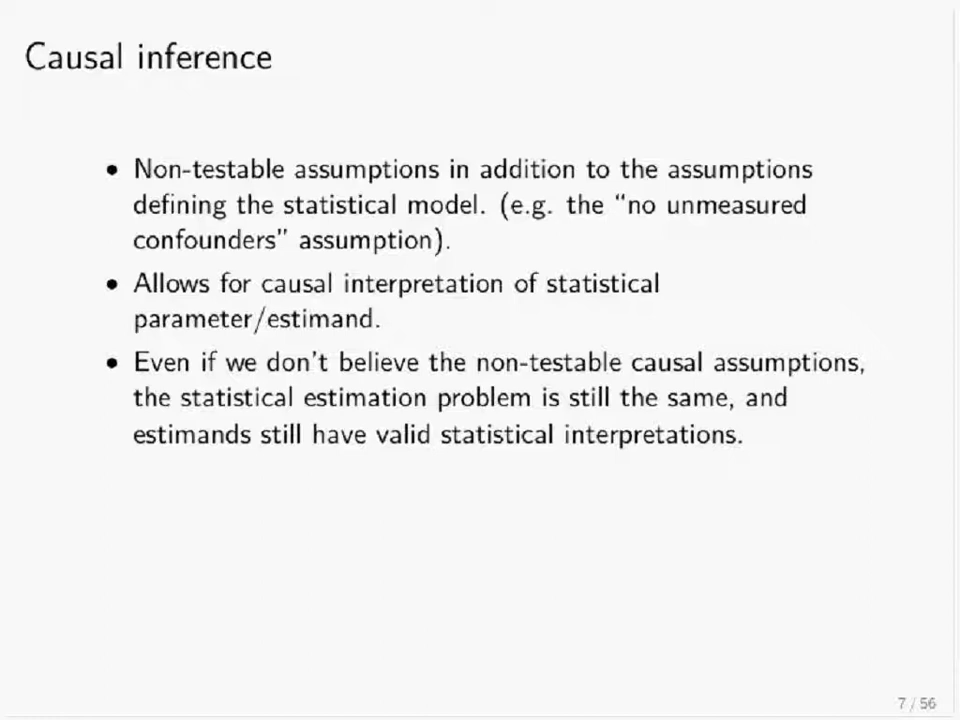 Causal inference
• Non-testable assumptions in addition to the assumptions
defining the statistical model. (e.g. the “no unmeasured
confounders” assumption).
• Allows for causal interpretation of statistical
parameter/estimand.
• Even if we don't believe the non-testable causal assumptions,
the statistical estimation problem is still the same, and
estimands still have valid statistical interpretations.
7 / 56